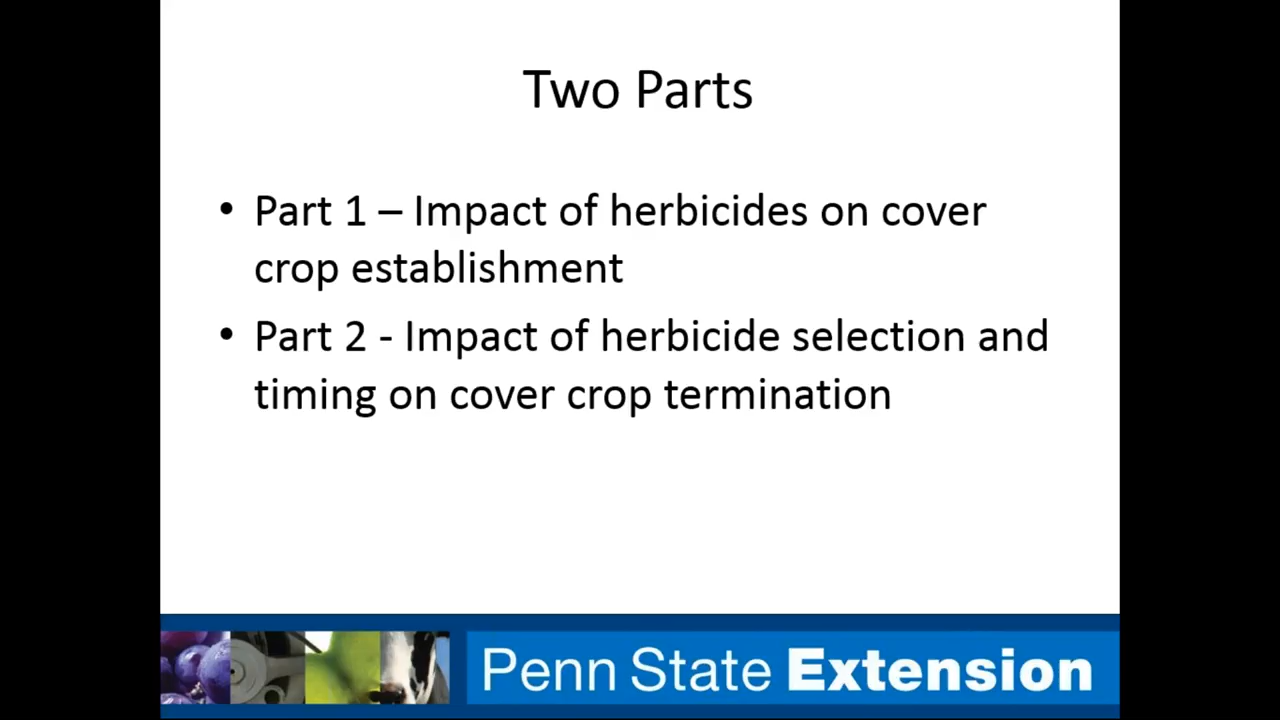 Two Parts
• Part 1 – Impact of herbicides on cover
crop establishment
• Part 2 - Impact of herbicide selection and
timing on cover crop termination
Penn State Extension